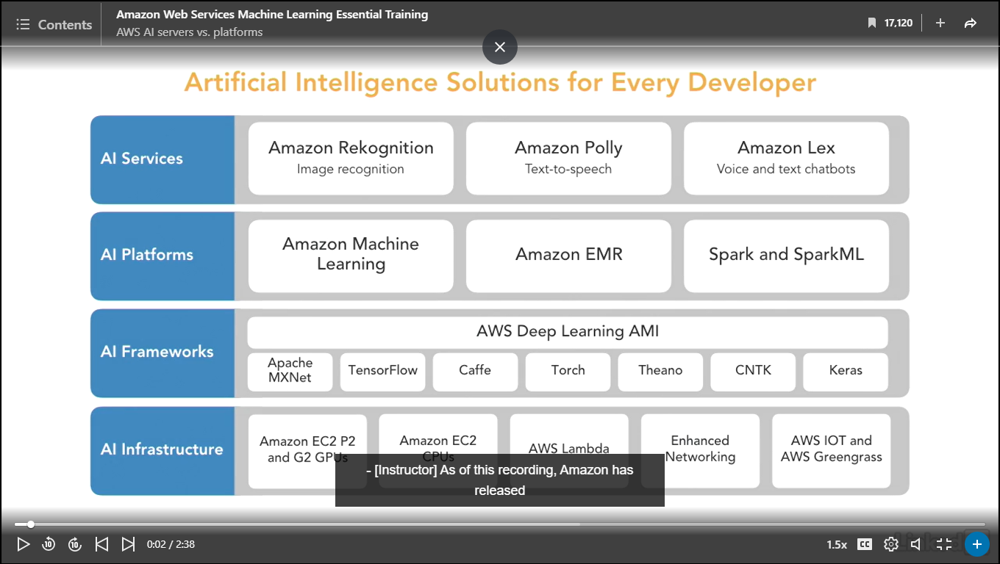 Contents
Amazon Web Services Machine Learning Essential Training
AWS AI servers vs. platforms
17,120
Artificial Intelligence Solutions for Every Developer
AI Services
Amazon Rekognition
Image recognition
Amazon Polly
Text-to-speech
Amazon Lex
Voice and text chatbots
AI Platforms
Amazon Machine
Learning
Amazon EMR
Spark and SparkML
AI Frameworks
AWS Deep Learning AMI
Apache
MXNet
TensorFlow
Caffe
Torch
Theano
CNTK
Keras
AI Infrastructure
Amazon EC2 P2
and G2 GPUs
Amazon EC2
CPUs
AWS Lambda
Enhanced
Networking
AWS IOT and
AWS Greengrass
- [Instructor] As of this recording, Amazon has
released
10
10
0:02 / 2:38
1.5x
CC
LinkedIn